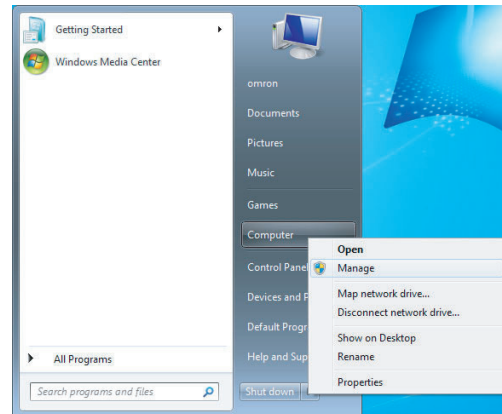 Getting Started
Windows Media Center
All Programs
Search programs and files
omron
Documents
Pictures
Music
Games
Computer
Control Pane
Devices and P
Default Progr
Help and Sup
Shut down
Open
Manage
Map network drive...
Disconnect network drive...
Show on Desktop
Rename
Properties